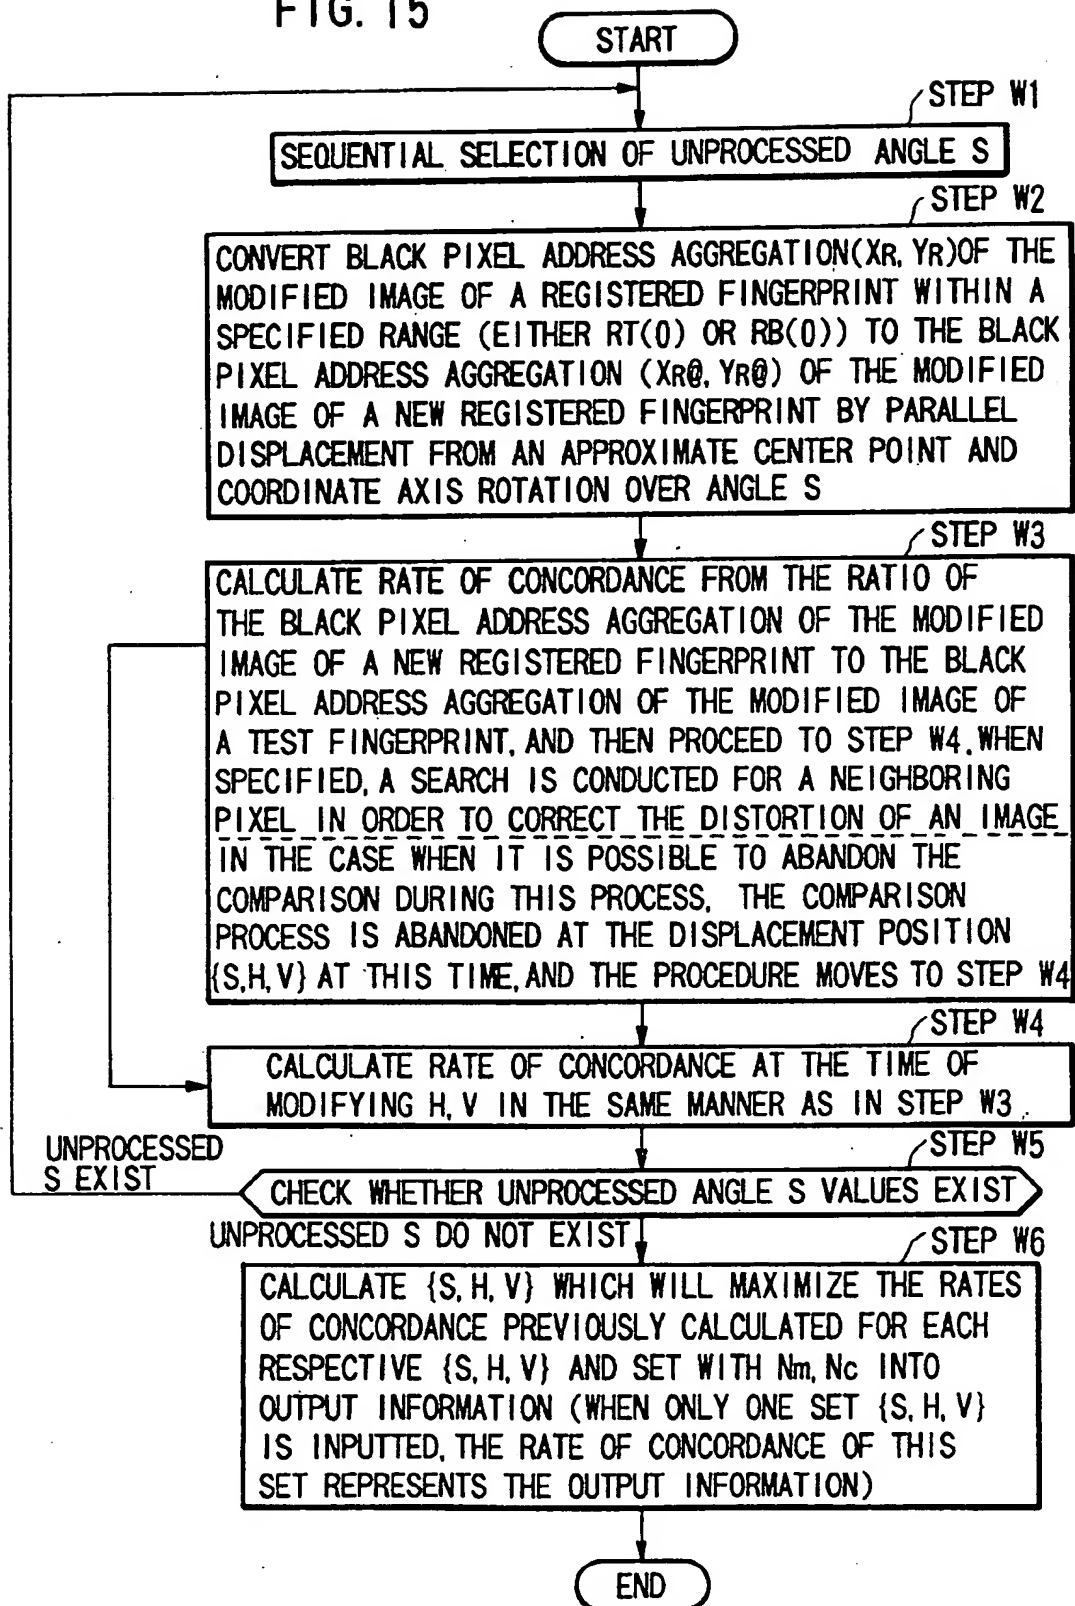 FIG. 15
START
STEP W1
SEQUENTIAL SELECTION OF UNPROCESSED ANGLE S
STEP W2
CONVERT BLACK PIXEL ADDRESS AGGREGATION(XR, YR)OF THE
MODIFIED IMAGE OF A REGISTERED FINGERPRINT WITHIN A
SPECIFIED RANGE (EITHER RT(0) OR RB(0)) TO THE BLACK
PIXEL ADDRESS AGGREGATION (XR@, YR@) OF THE MODIFIED
IMAGE OF A NEW REGISTERED FINGERPRINT BY PARALLEL
DISPLACEMENT FROM AN APPROXIMATE CENTER POINT AND
COORDINATE AXIS ROTATION OVER ANGLE S
STEP W3
CALCULATE RATE OF CONCORDANCE FROM THE RATIO OF
THE BLACK PIXEL ADDRESS AGGREGATION OF THE MODIFIED
IMAGE OF A NEW REGISTERED FINGERPRINT TO THE BLACK
PIXEL ADDRESS AGGREGATION OF THE MODIFIED IMAGE OF
A TEST FINGERPRINT, AND THEN PROCEED TO STEP W4. WHEN
SPECIFIED, A SEARCH IS CONDUCTED FOR A NEIGHBORING
PIXEL IN ORDER TO CORRECT THE DISTORTION OF AN IMAGE
IN THE CASE WHEN IT IS POSSIBLE TO ABANDON THE
COMPARISON DURING THIS PROCESS, THE COMPARISON
PROCESS IS ABANDONED AT THE DISPLACEMENT POSITION
{S,H,V} AT THIS TIME, AND THE PROCEDURE MOVES TO STEP W4
STEP W4
CALCULATE RATE OF CONCORDANCE AT THE TIME OF
MODIFYING H, V IN THE SAME MANNER AS IN STEP W3
STEP W5
UNPROCESSED
S EXIST
CHECK WHETHER UNPROCESSED ANGLE S VALUES EXIST
UNPROCESSED S DO NOT EXIST
STEP W6
CALCULATE {S, H, V} WHICH WILL MAXIMIZE THE RATES
OF CONCORDANCE PREVIOUSLY CALCULATED FOR EACH
RESPECTIVE {S, H, V} AND SET WITH Nm, Nc INTO
OUTPUT INFORMATION (WHEN ONLY ONE SET {S, H, V}
IS INPUTTED, THE RATE OF CONCORDANCE OF THIS
SET REPRESENTS THE OUTPUT INFORMATION)
END